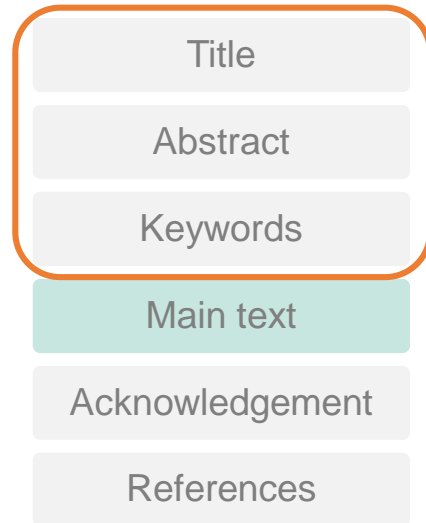 Title
Abstract
Keywords
Main text
Acknowledgement
References